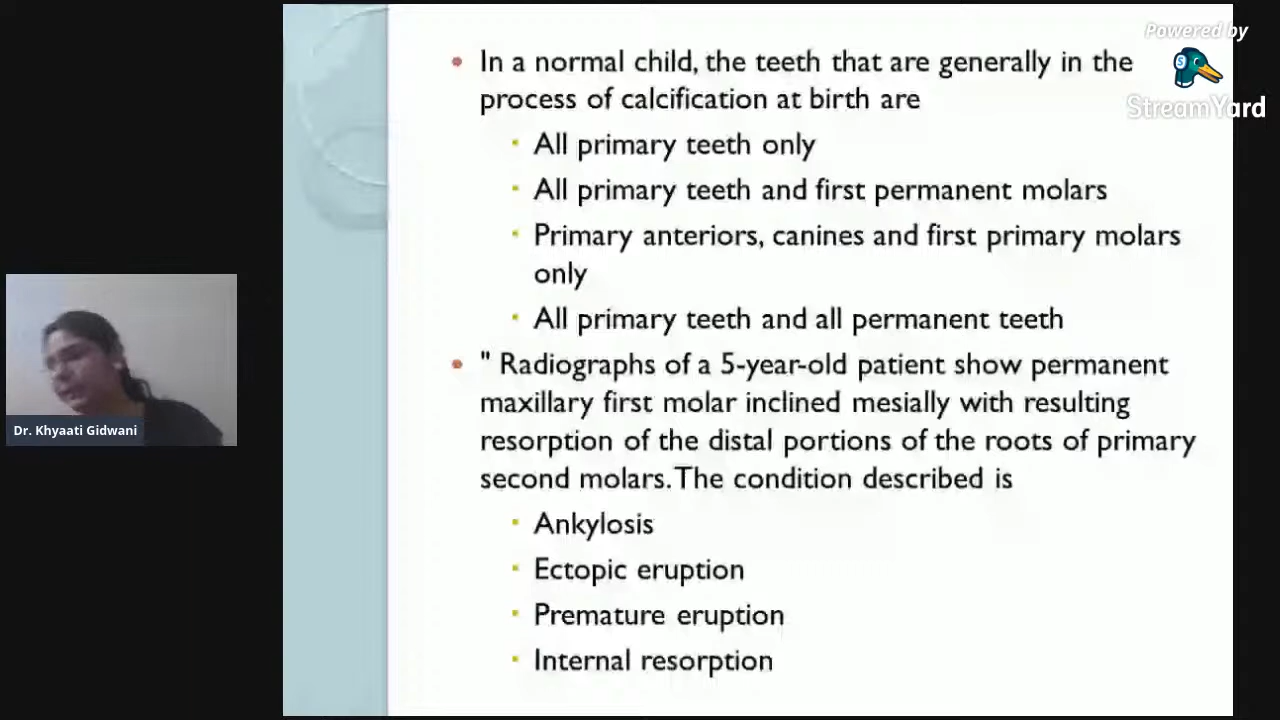 Powered by
StreamYard
In a normal child, the teeth that are generally in the
process of calcification at birth are
All primary teeth only
All primary teeth and first permanent molars
Primary anteriors, canines and first primary molars
only
All primary teeth and all permanent teeth
" Radiographs of a 5-year-old patient show permanent
maxillary first molar inclined mesially with resulting
resorption of the distal portions of the roots of primary
second molars. The condition described is
Ankylosis
Ectopic eruption
Premature eruption
Internal resorption
Dr. Khyaati Gidwani